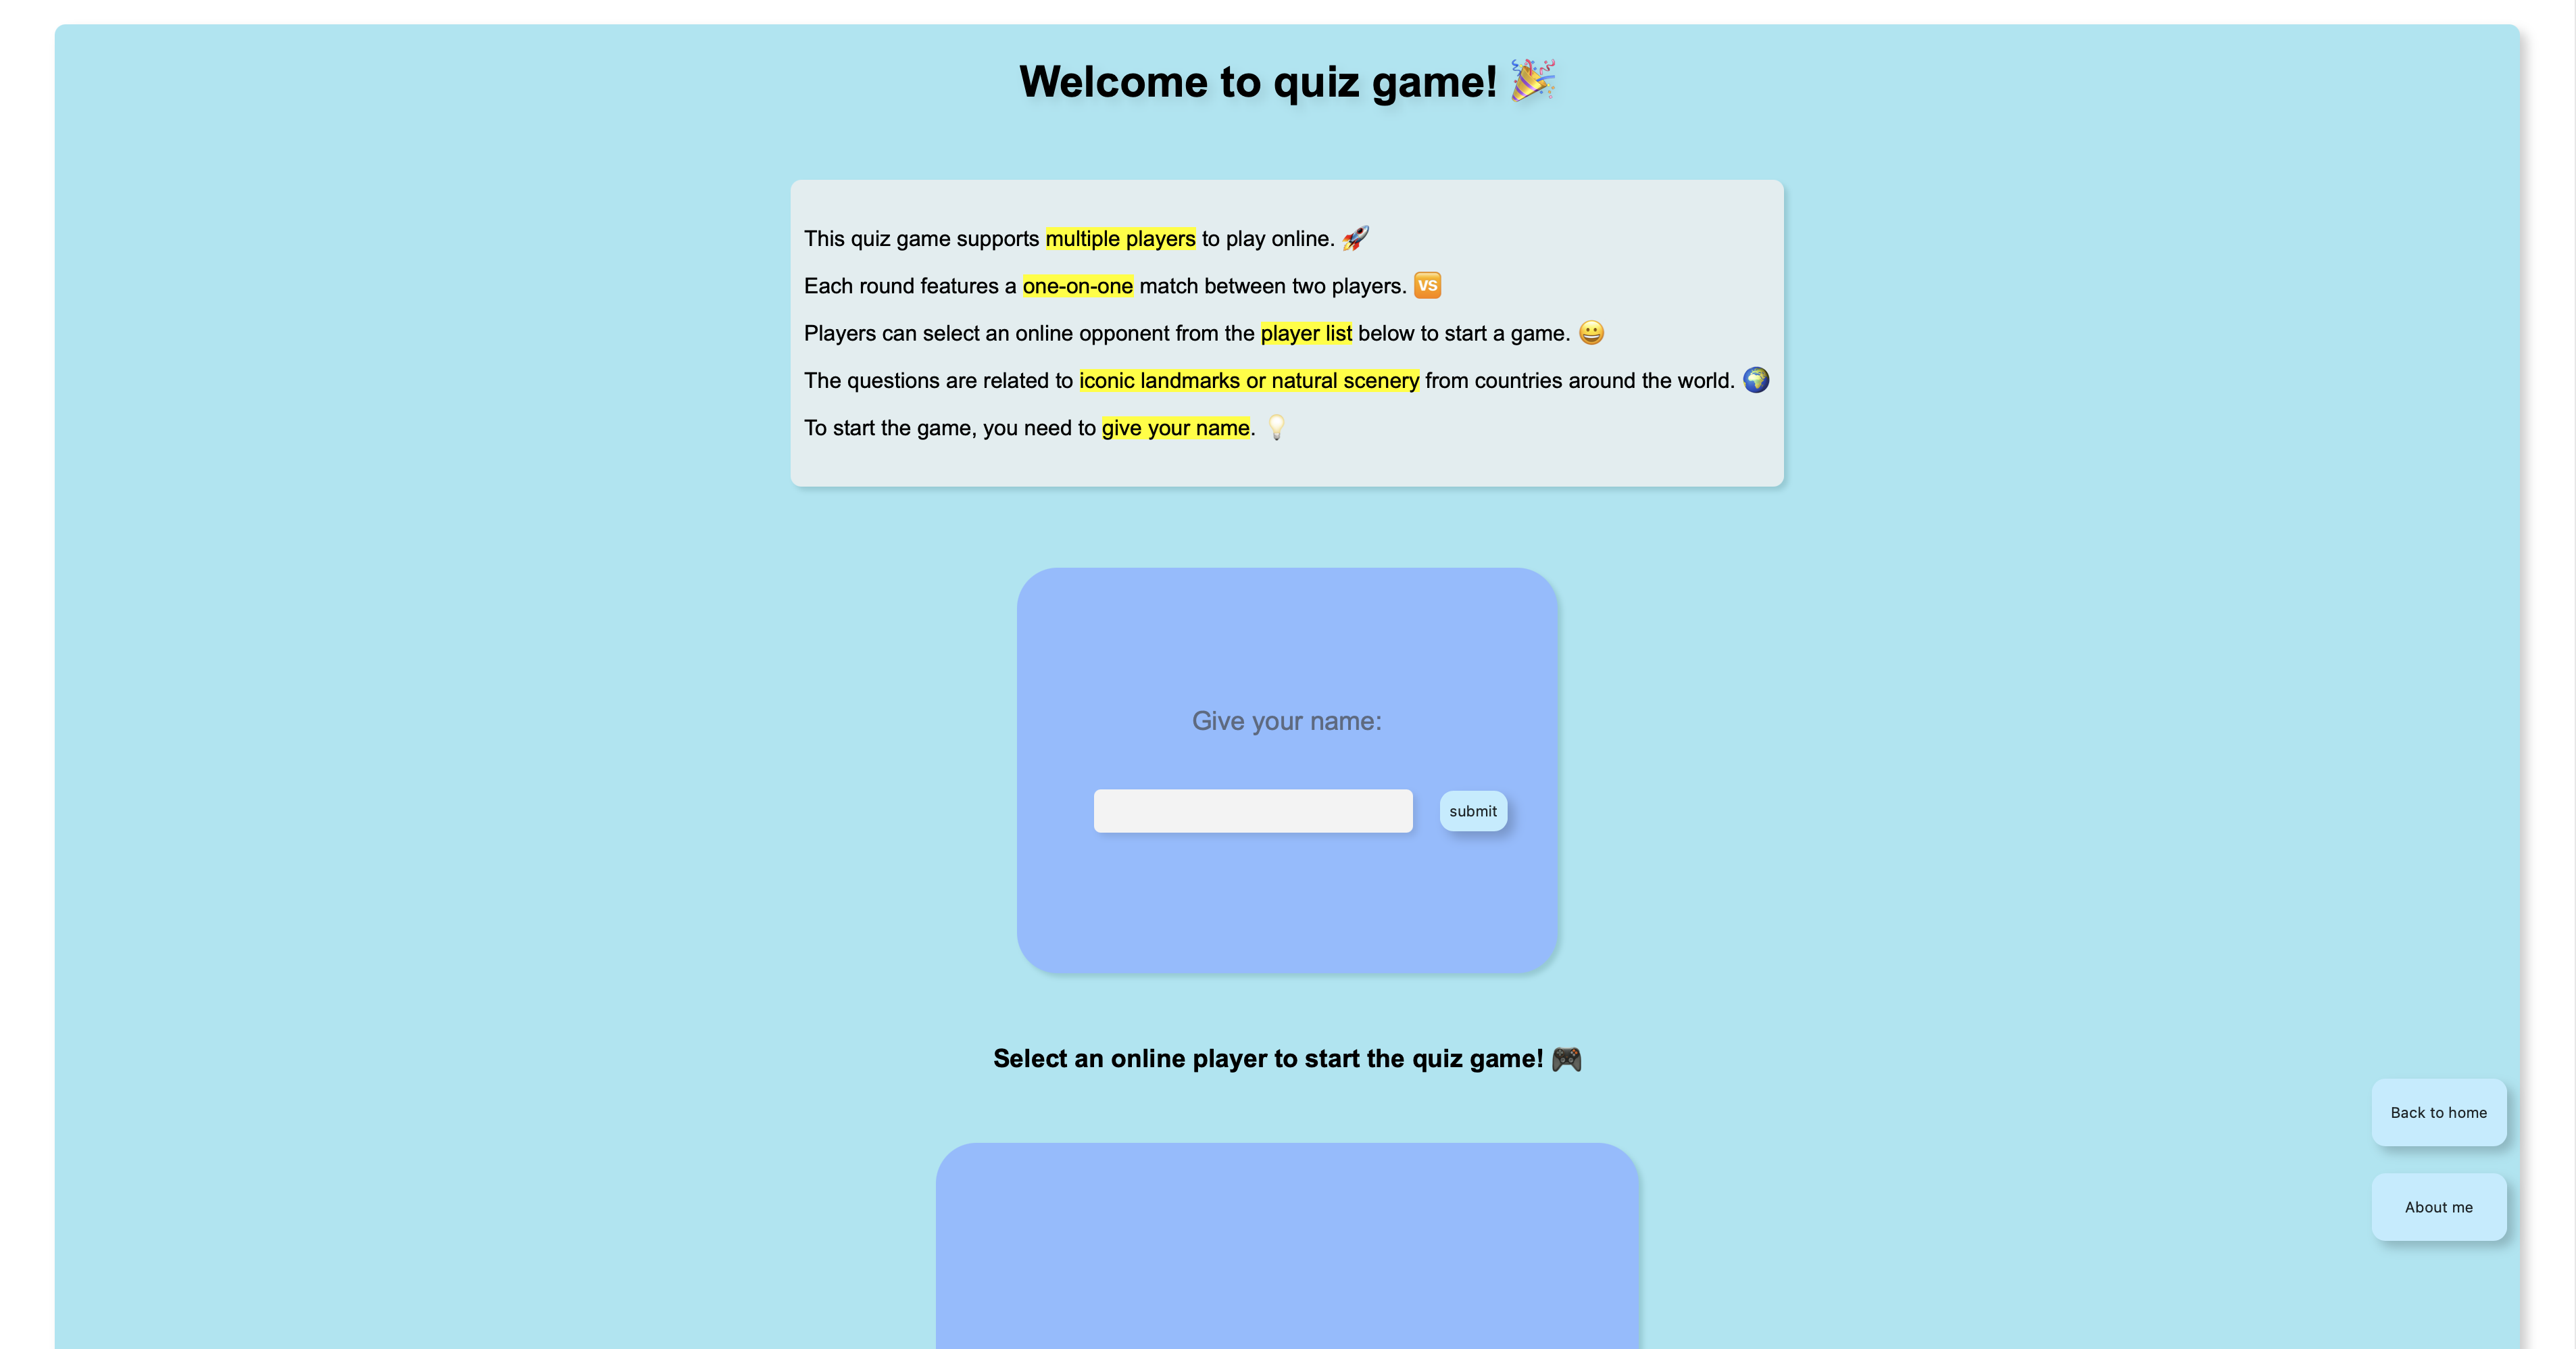 Welcome to quiz game! 🎉
This quiz game supports multiple players to play online. 🚀
Each round features a one-on-one match between two players. 🆚
Players can select an online opponent from the player list below to start a game. 😀
The questions are related to iconic landmarks or natural scenery from countries around the world. 🌍
To start the game, you need to give your name. 💡
Give your name:
submit
Select an online player to start the quiz game! 🎮
Back to home
About me